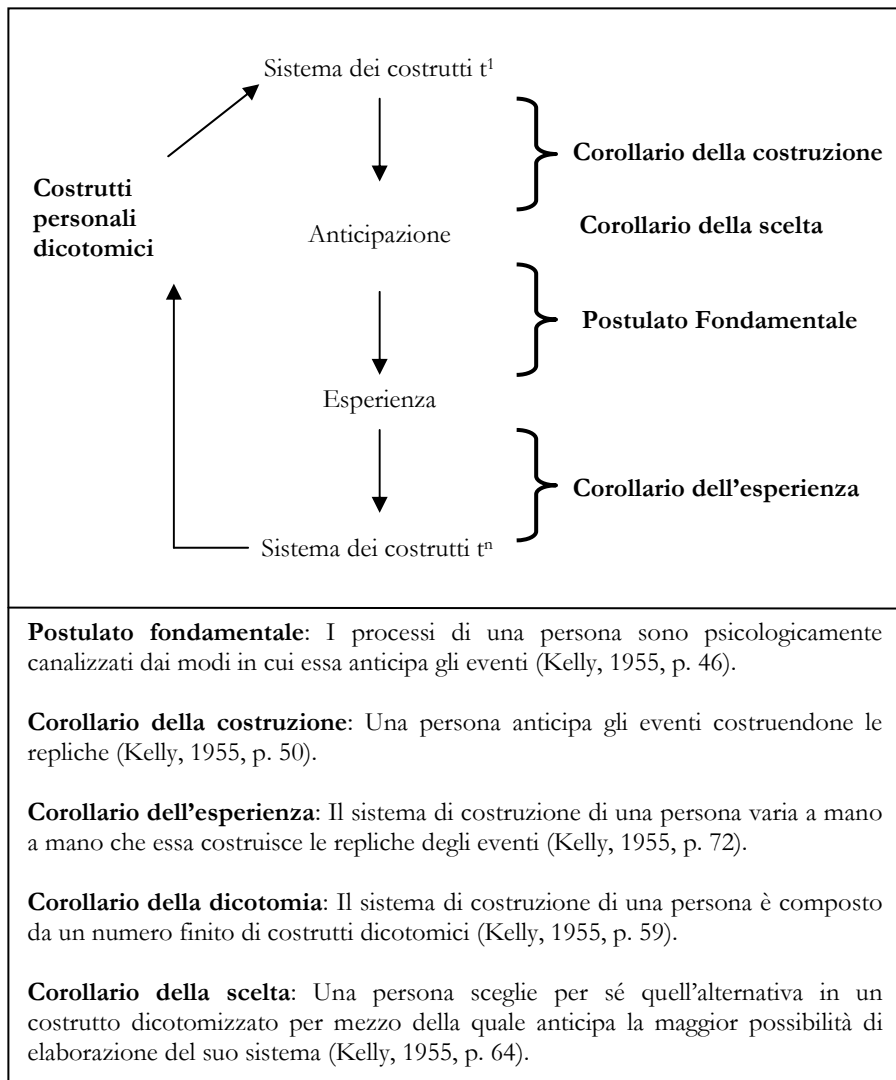 Sistema dei costrutti t¹
Corollario della costruzione
Costrutti
personali
dicotomici
Anticipazione
Corollario della scelta
Postulato Fondamentale
Esperienza
Corollario dell’esperienza
Sistema dei costrutti tⁿ
Postulato fondamentale: I processi di una persona sono psicologicamente
canalizzati dai modi in cui essa anticipa gli eventi (Kelly, 1955, p. 46).
Corollario della costruzione: Una persona anticipa gli eventi costruendone le
repliche (Kelly, 1955, p. 50).
Corollario dell’esperienza: Il sistema di costruzione di una persona varia a mano
a mano che essa costruisce le repliche degli eventi (Kelly, 1955, p. 72).
Corollario della dicotomia: Il sistema di costruzione di una persona è composto
da un numero finito di costrutti dicotomici (Kelly, 1955, p. 59).
Corollario della scelta: Una persona sceglie per sé quell’alternativa in un
costrutto dicotomizzato per mezzo della quale anticipa la maggior possibilità di
elaborazione del suo sistema (Kelly, 1955, p. 64).